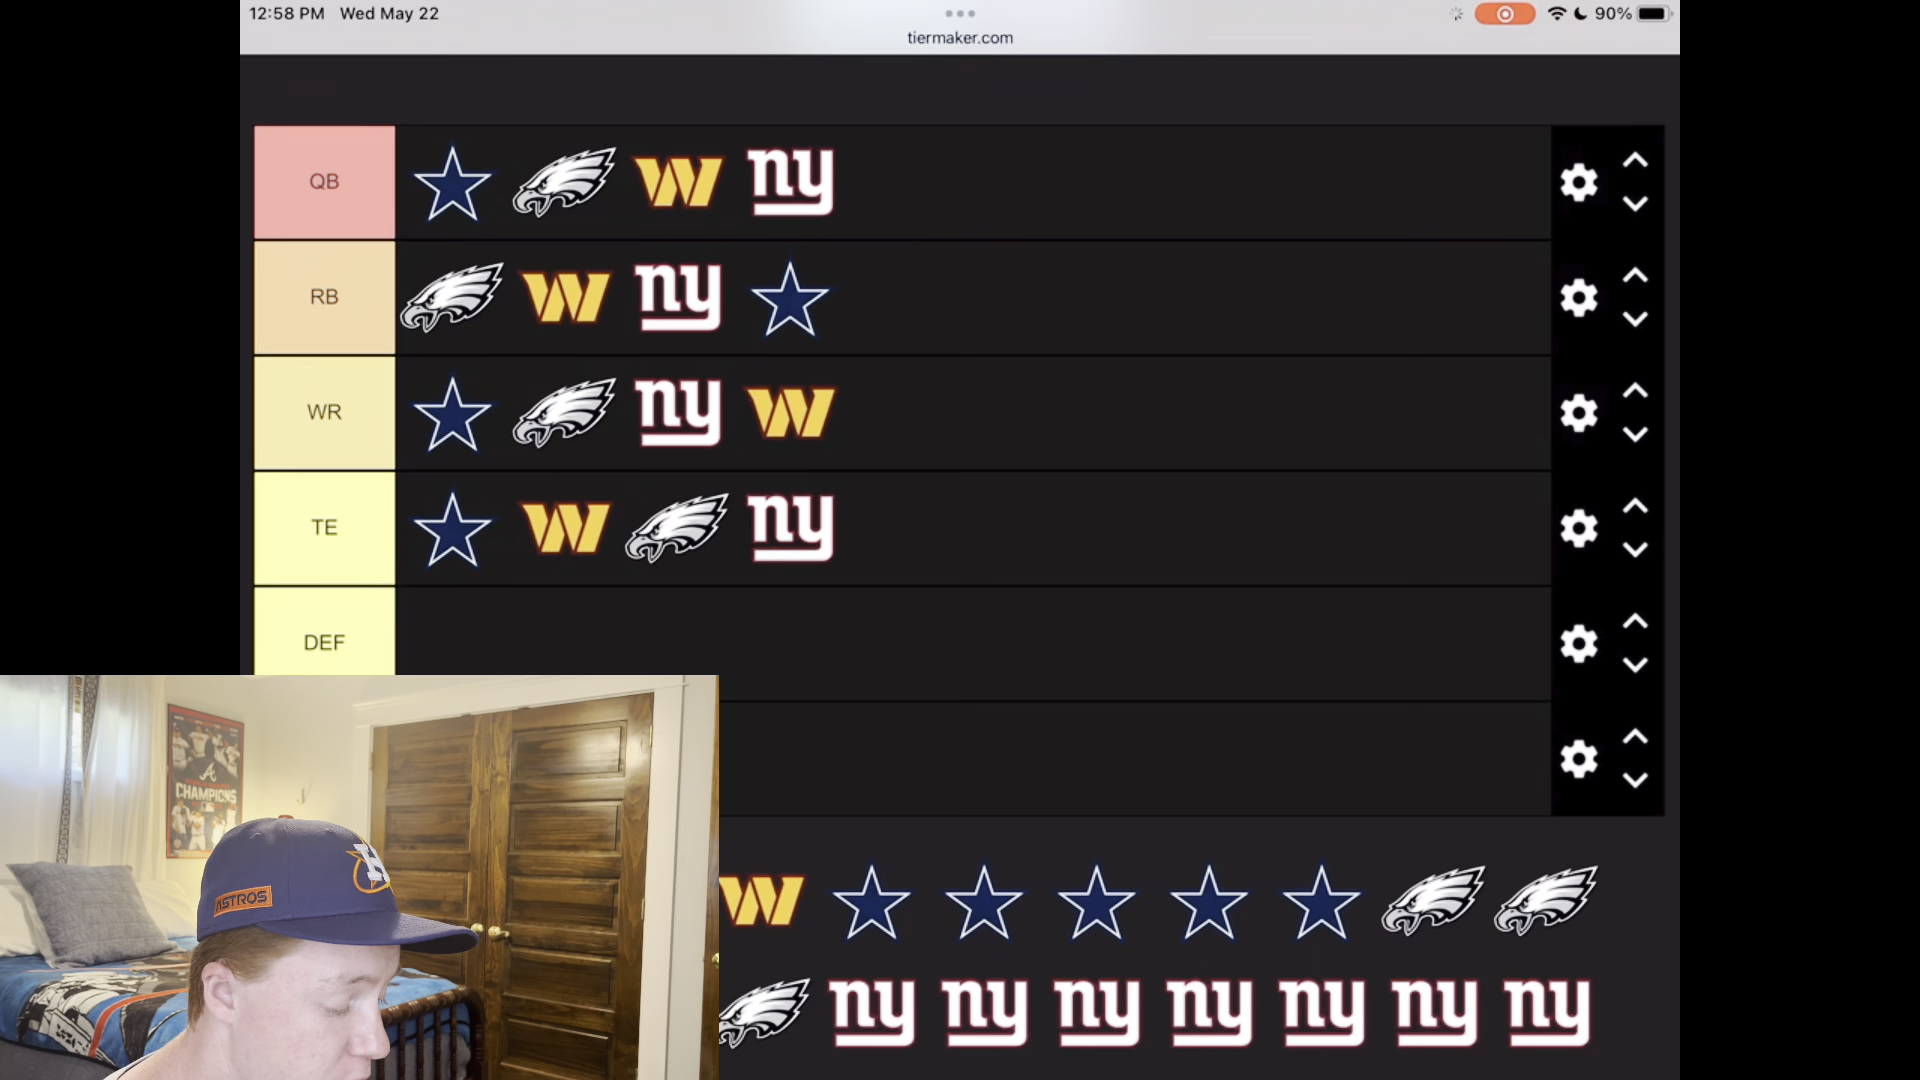 12:58 PM Wed May 22
90%
tiermaker.com
QB
W
ny
RB
W
ny
WR
ny
W
TE
W
ny
DEF
A
CHAMPIONS
H
ASTROS
W
ny ny ny ny ny ny ny